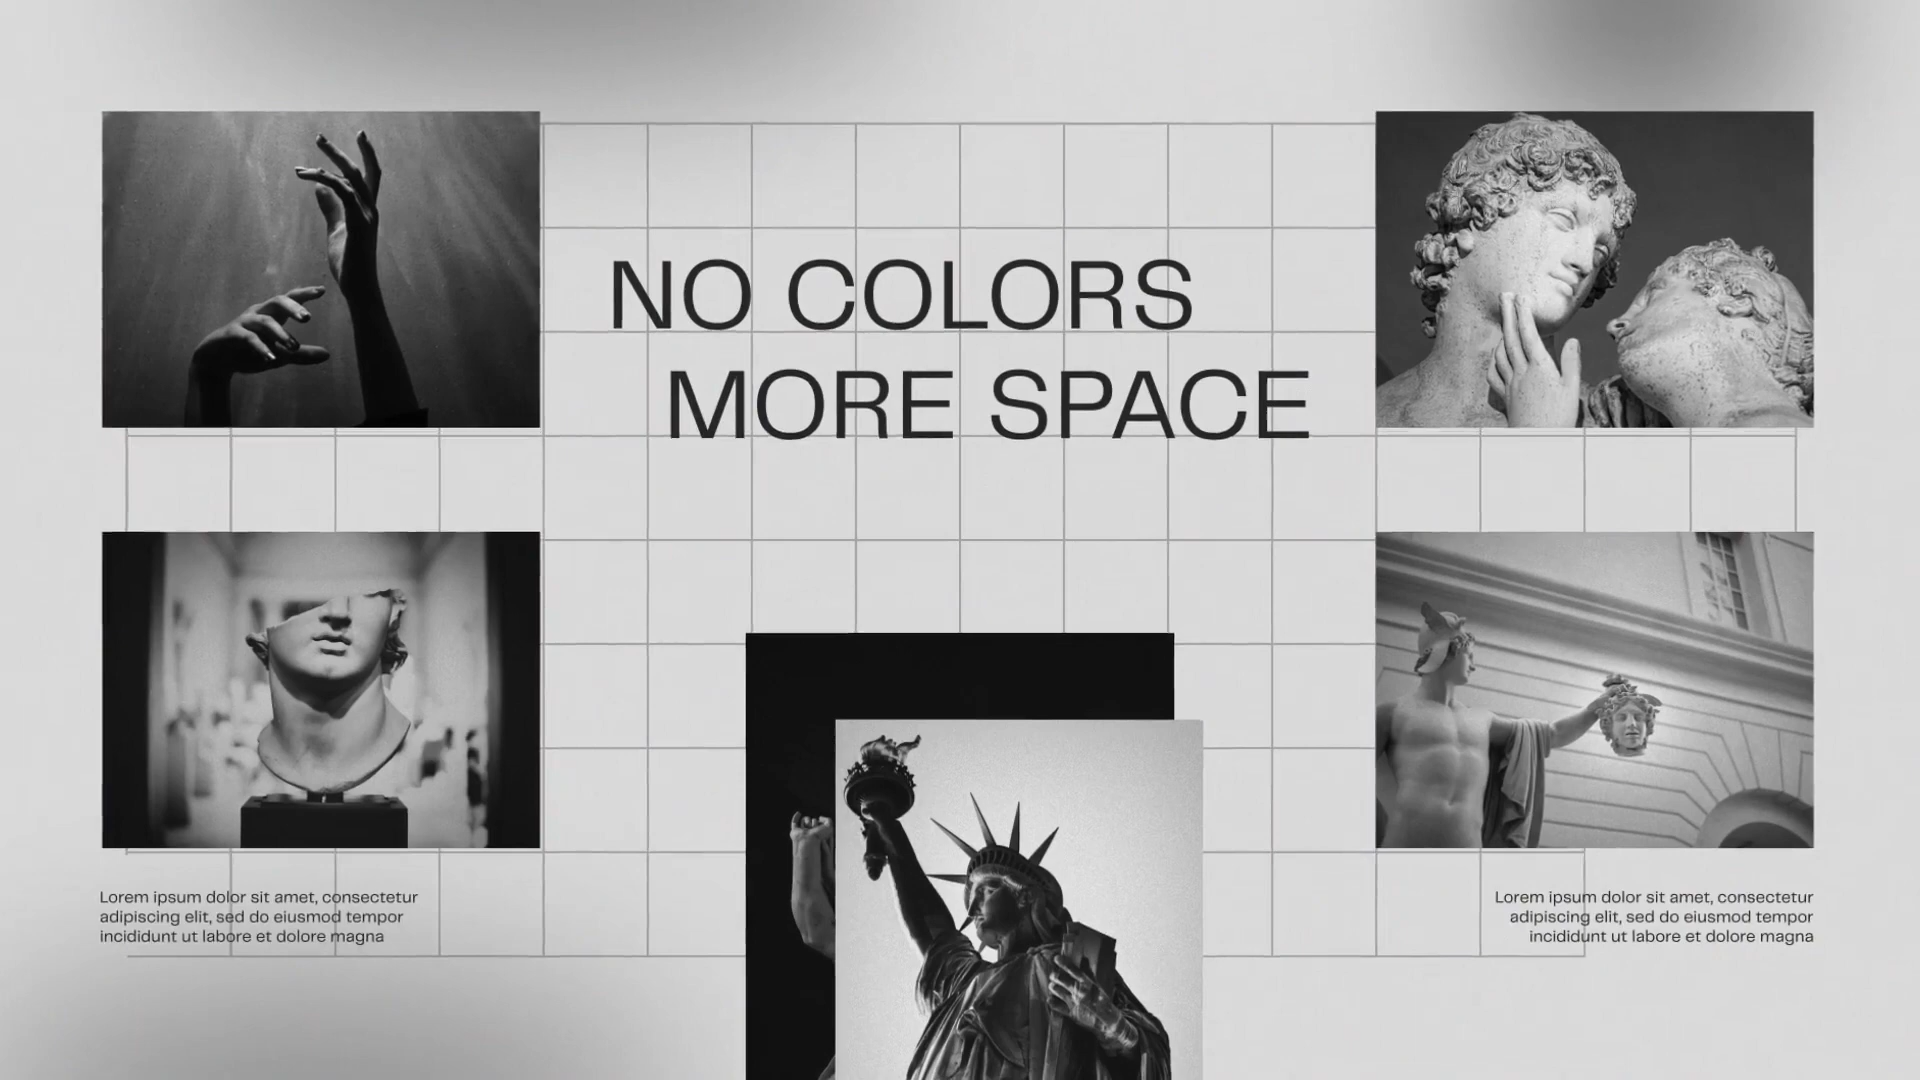 NO COLORS
MORE SPACE
Lorem ipsum dolor sit amet, consectetur
adipiscing elit, sed do eiusmod tempor
incididunt ut labore et dolore magna
Lorem ipsum dolor sit amet, consectetur
adipiscing elit, sed do eiusmod tempor
incididunt ut labore et dolore magna